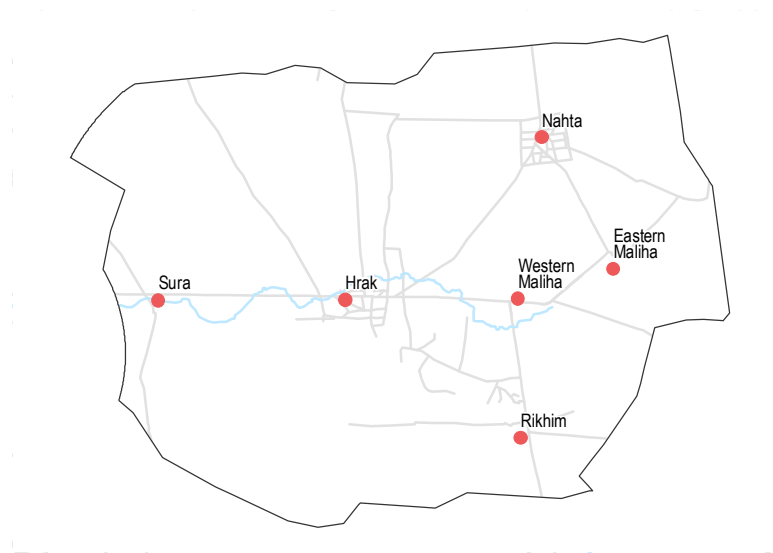 Nahta
Eastern
Maliha
Western
Maliha
Sura
Hrak
Rikhim